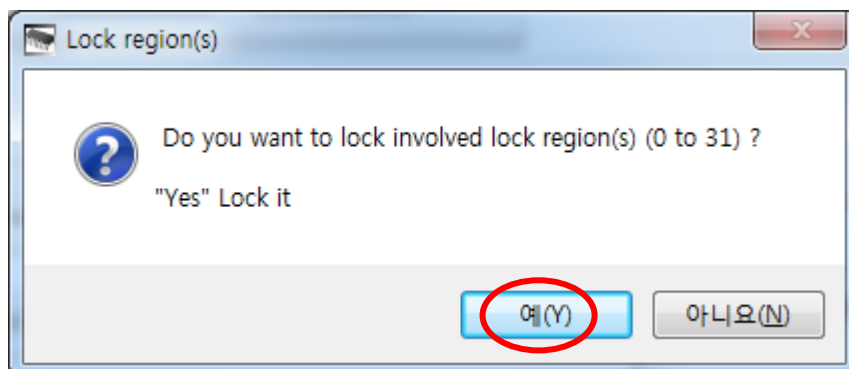 Lock region(s)
Do you want to lock involved lock region(s) (0 to 31) ?
"Yes" Lock it
예(Y) 아니요(N)